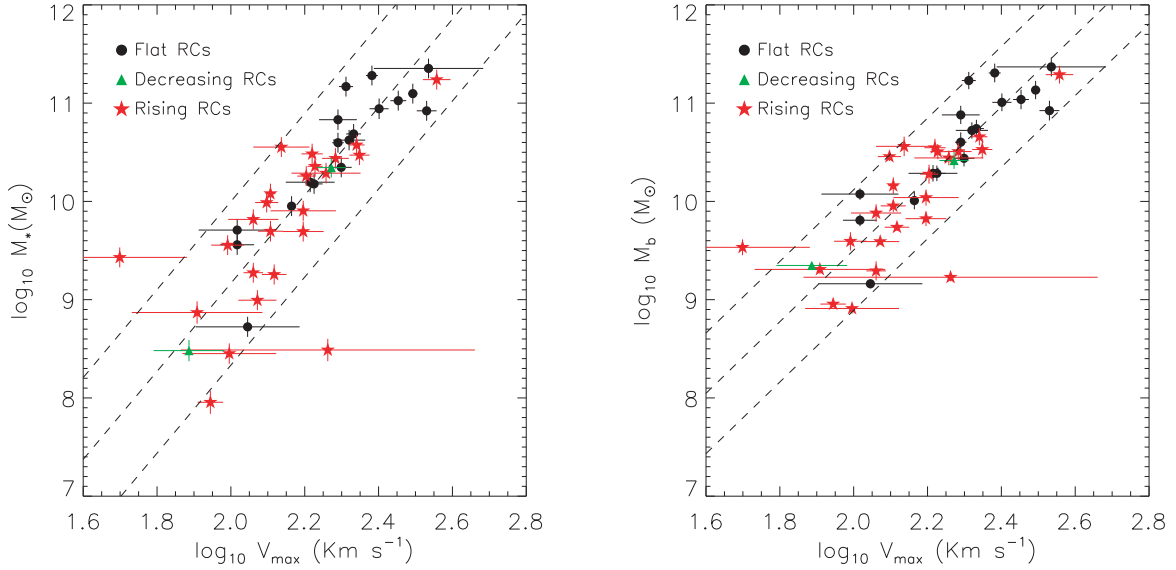 12
11
10
9
8
7
log₁₀ M* (M⊙)
Flat RCs
Decreasing RCs
Rising RCs
1.6 1.8 2.0 2.2 2.4 2.6 2.8
log₁₀ Vmax (Km s⁻¹)
12
11
10
9
8
7
log₁₀ Mb (M⊙)
Flat RCs
Decreasing RCs
Rising RCs
1.6 1.8 2.0 2.2 2.4 2.6 2.8
log₁₀ Vmax (Km s⁻¹)